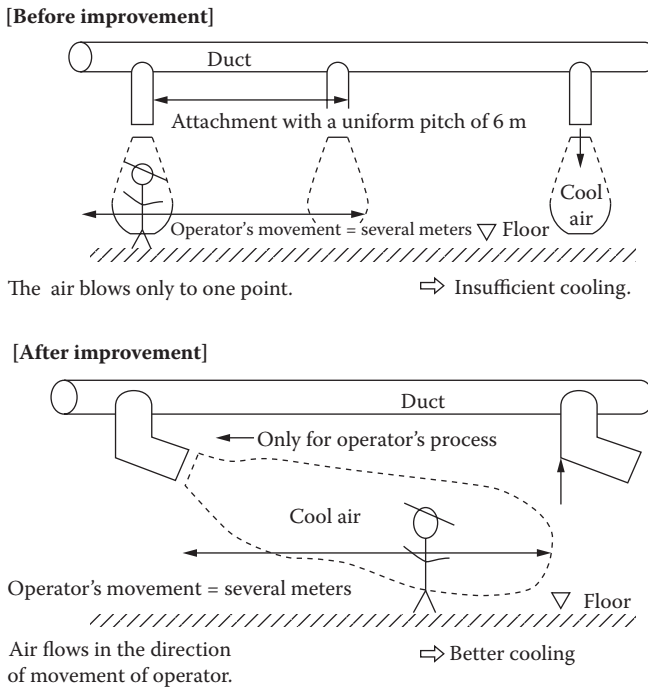 [Before improvement]
Duct
Attachment with a uniform pitch of 6 m
Cool
air
Operator's movement = several meters
Floor
The air blows only to one point.
⇨ Insufficient cooling.
[After improvement]
Duct
Only for operator's process
Cool air
Operator's movement = several meters
Floor
Air flows in the direction
of movement of operator.
⇨ Better cooling